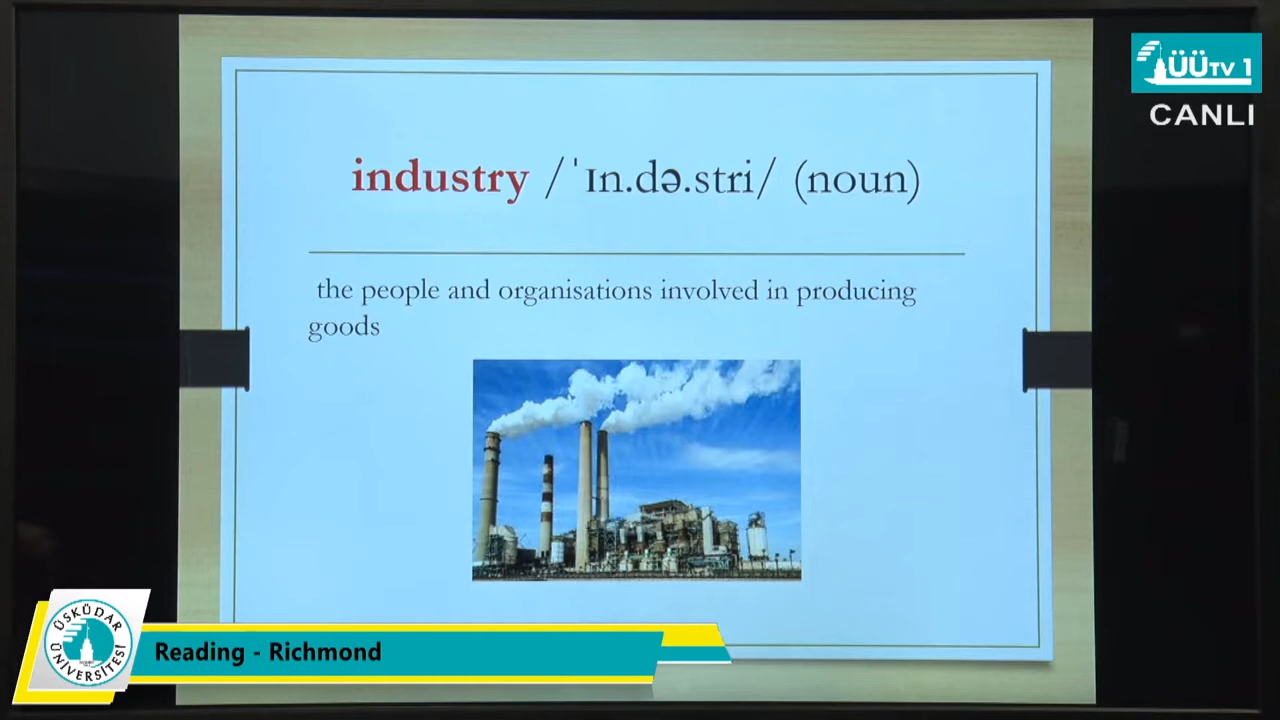 ÜÜTV 1
CANLI
industry /ˈɪn.də.stri/ (noun)
the people and organisations involved in producing
goods
ÜSKÜDAR ÜNİVERSİTESİ
Reading - Richmond